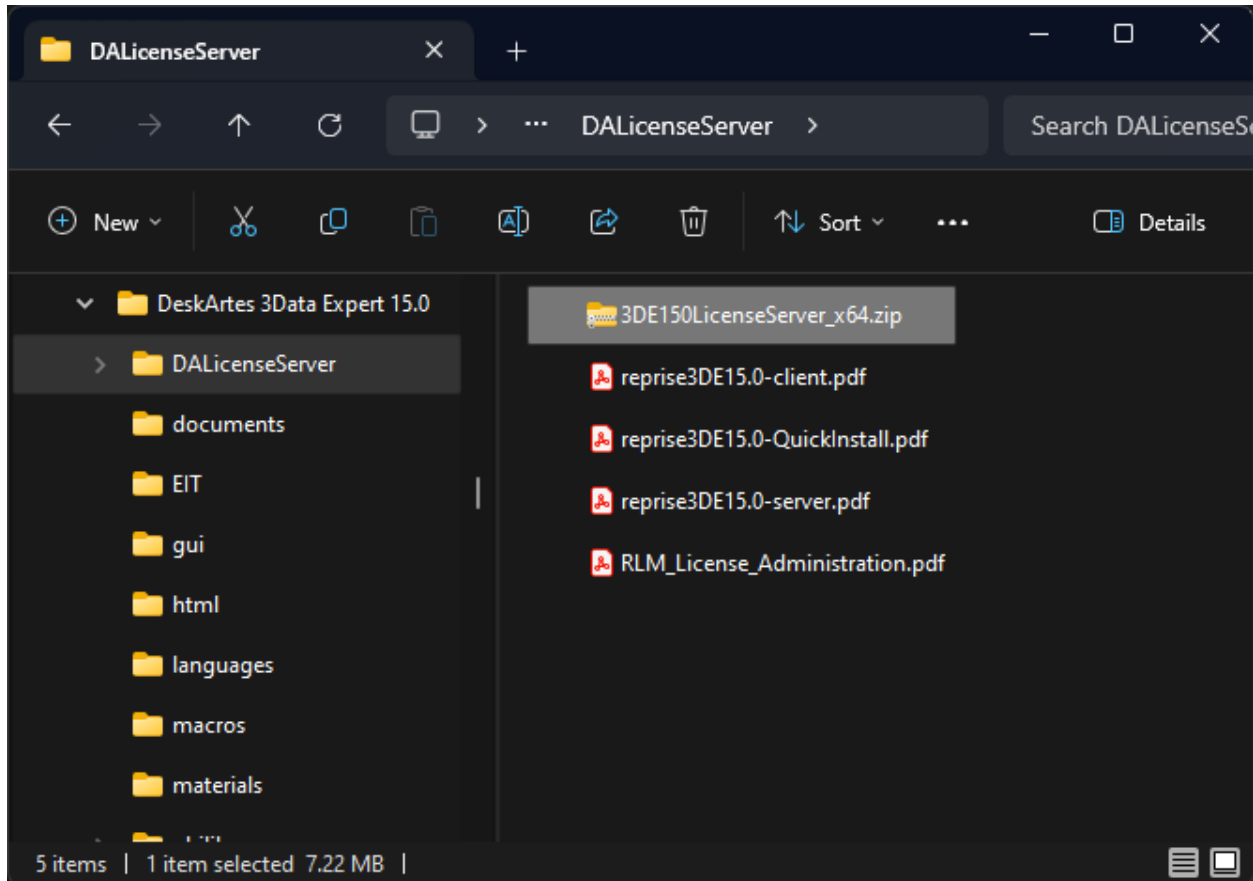 DALicenseServer
DALicenseServer
Search DALicenseS
New
Sort
Details
DeskArtes 3Data Expert 15.0
DALicenseServer
documents
EIT
gui
html
languages
macros
materials
3DE150LicenseServer_x64.zip
reprise3DE15.0-client.pdf
reprise3DE15.0-QuickInstall.pdf
reprise3DE15.0-server.pdf
RLM_License_Administration.pdf
5 items | 1 item selected 7.22 MB |